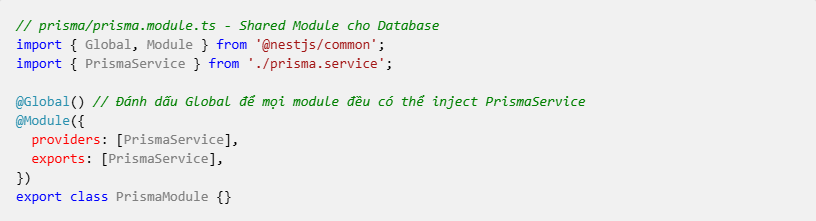 // prisma/prisma.module.ts - Shared Module cho Database
import { Global, Module } from '@nestjs/common';
import { PrismaService } from './prisma.service';

@Global() // Đánh dấu Global để mọi module đều có thể inject PrismaService
@Module({
  providers: [PrismaService],
  exports: [PrismaService],
})
export class PrismaModule {}